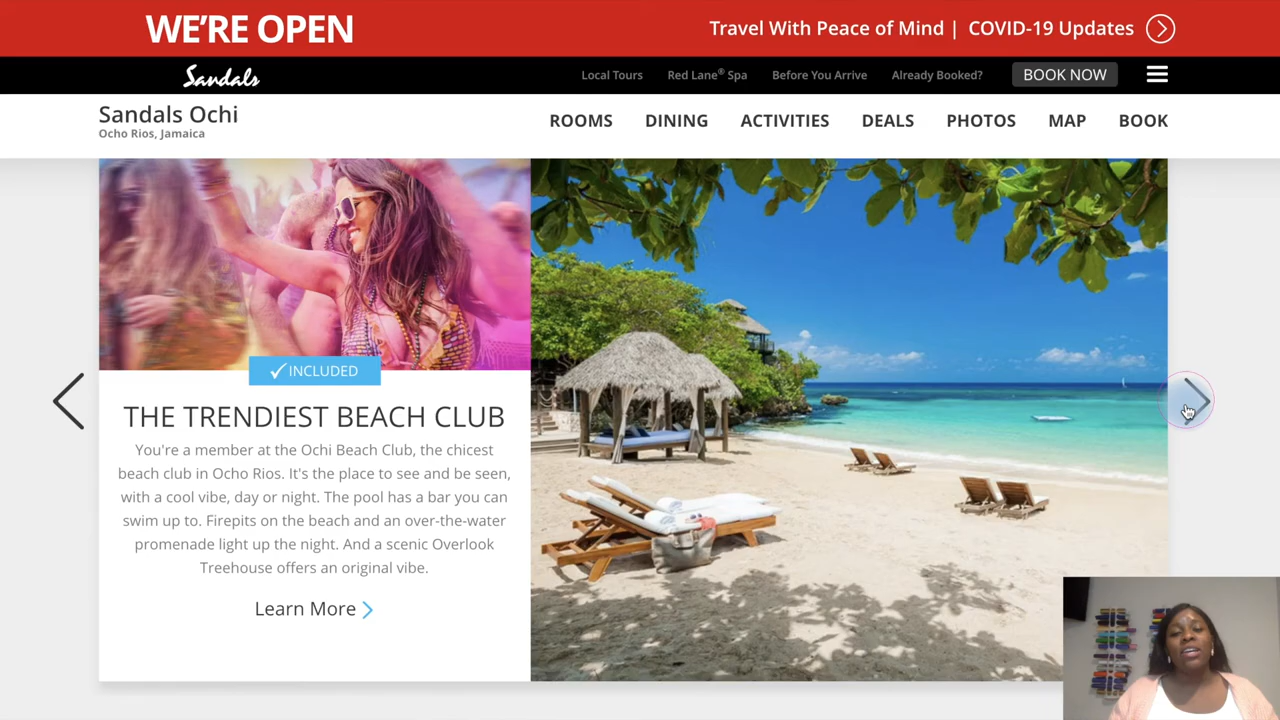 WE'RE OPEN
Travel With Peace of Mind | COVID-19 Updates
Sandals
Local Tours
Red Lane® Spa
Before You Arrive
Already Booked?
BOOK NOW
Sandals Ochi
Ocho Rios, Jamaica
ROOMS
DINING
ACTIVITIES
DEALS
PHOTOS
MAP
BOOK
INCLUDED
THE TRENDIEST BEACH CLUB
You're a member at the Ochi Beach Club, the chicest
beach club in Ocho Rios. It's the place to see and be seen,
with a cool vibe, day or night. The pool has a bar you can
swim up to. Firepits on the beach and an over-the-water
promenade light up the night. And a scenic Overlook
Treehouse offers an original vibe.
Learn More